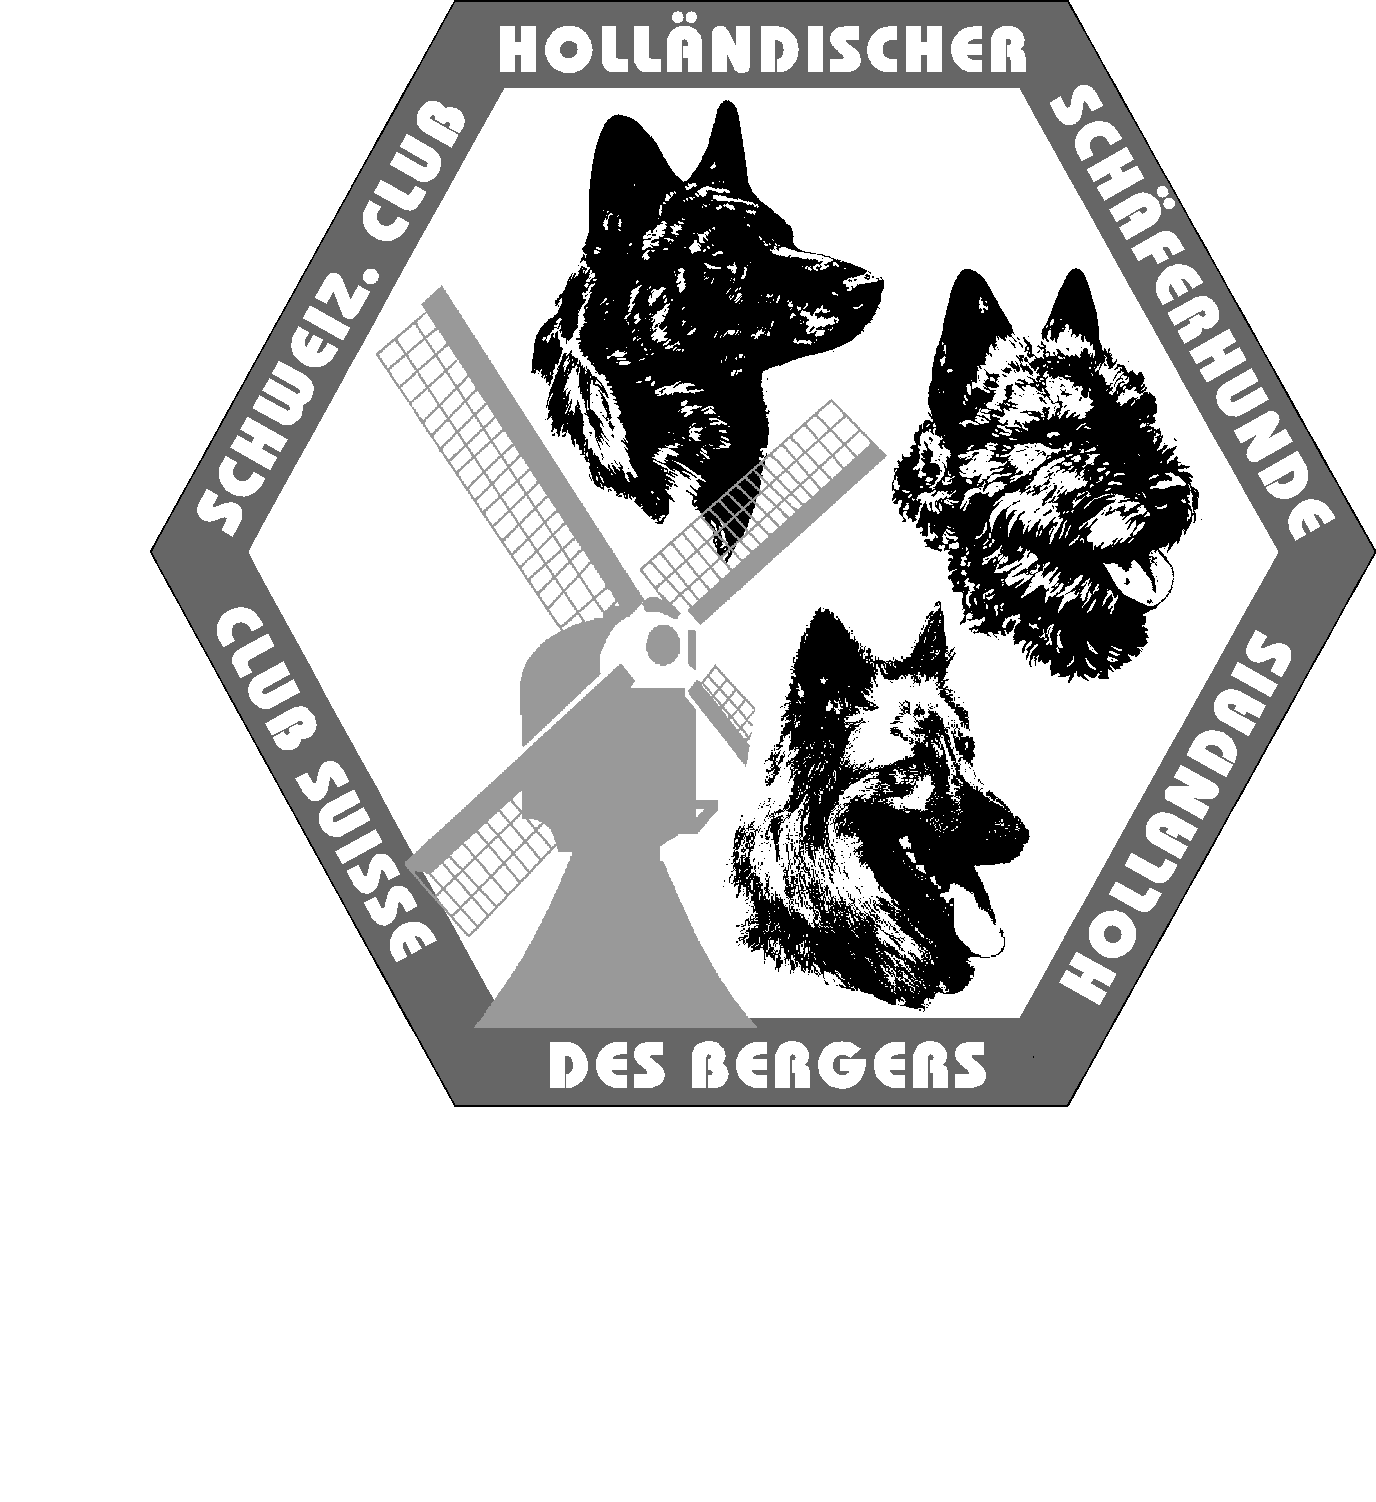 SCHWEIZ. CLUB
HOLLÄNDISCHER
SCHÄFERHUNDE
CLUB SUISSE
DES BERGERS
HOLLANDAIS